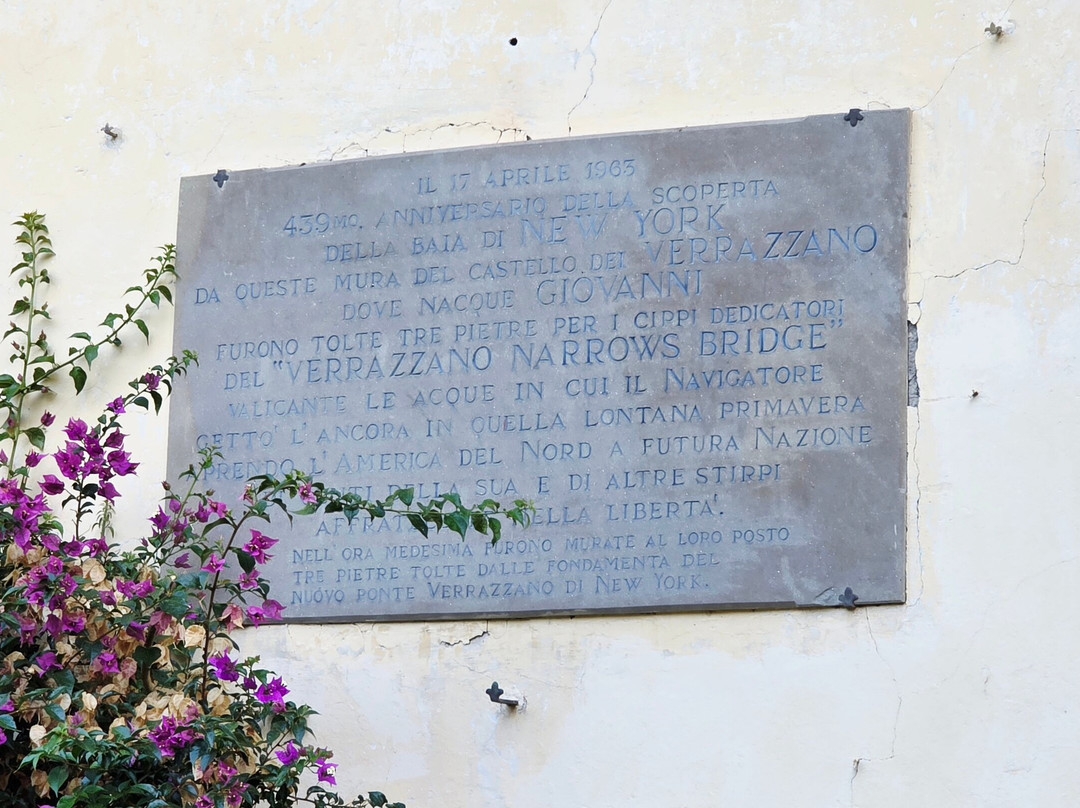 IL 17 APRILE 1963
439MO. ANNIVERSARIO DELLA SCOPERTA
DELLA BAIA DI NEW YORK
DA QUESTE MURA DEL CASTELLO DEI VERRAZZANO
DOVE NACQUE GIOVANNI
FURONO TOLTE TRE PIETRE PER I CIPPI DEDICATORI
DEL "VERRAZZANO NARROWS BRIDGE"
VALICANTE LE ACQUE IN CUI IL NAVIGATORE
GETTO' L'ANCORA IN QUELLA LONTANA PRIMAVERA
L'AMERICA DEL NORD A FUTURA NAZIONE
DELLA SUA E DI ALTRE STIRPI
LIBERTA'.
NELL'ORA MEDESIMA FURONO MURATE AL LORO POSTO
TRE PIETRE TOLTE DALLE FONDAMENTA DEL
NUOVO PONTE VERRAZZANO DI NEW YORK.